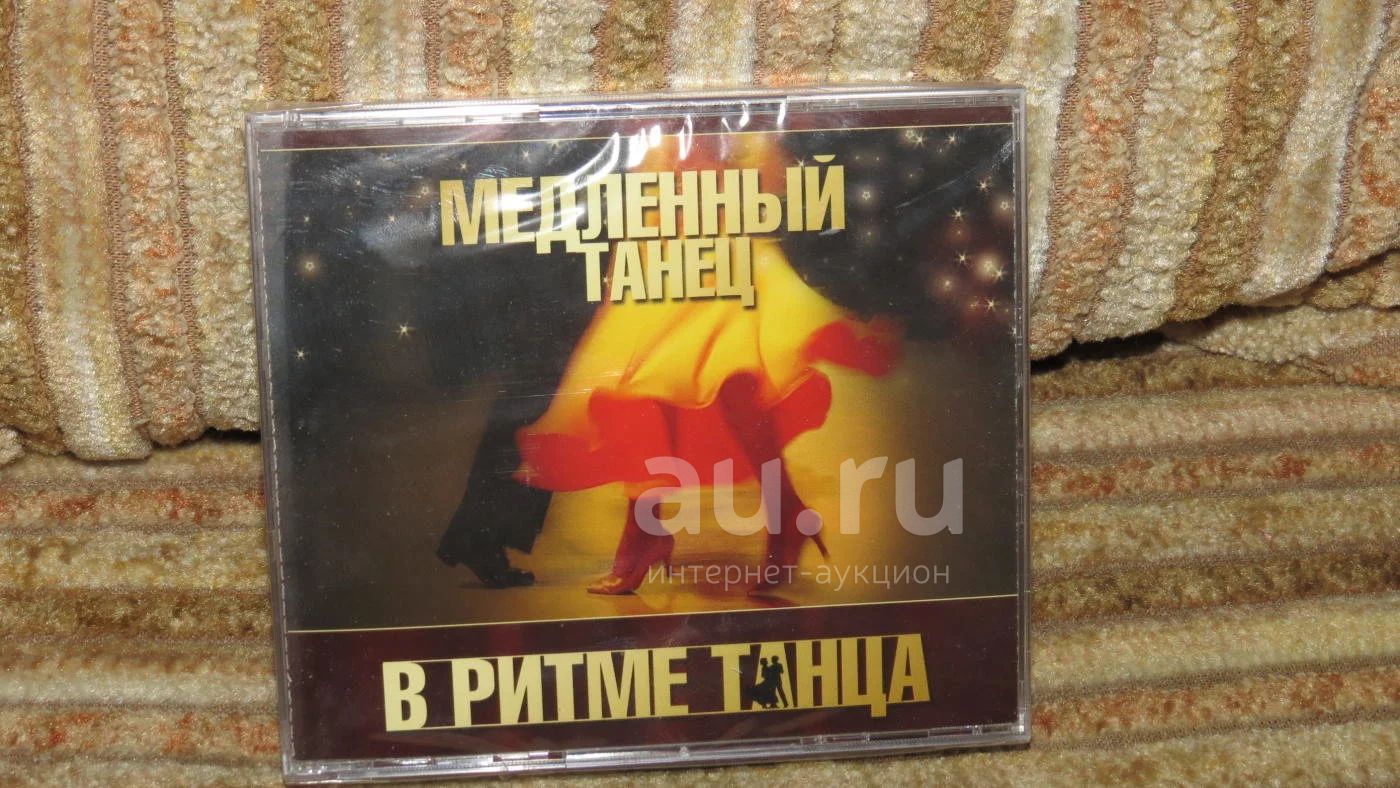 МЕДЛЕННЫЙ
ТАНЕЦ
au.ru
интернет-аукцион
В РИТМЕ ТАНЦА